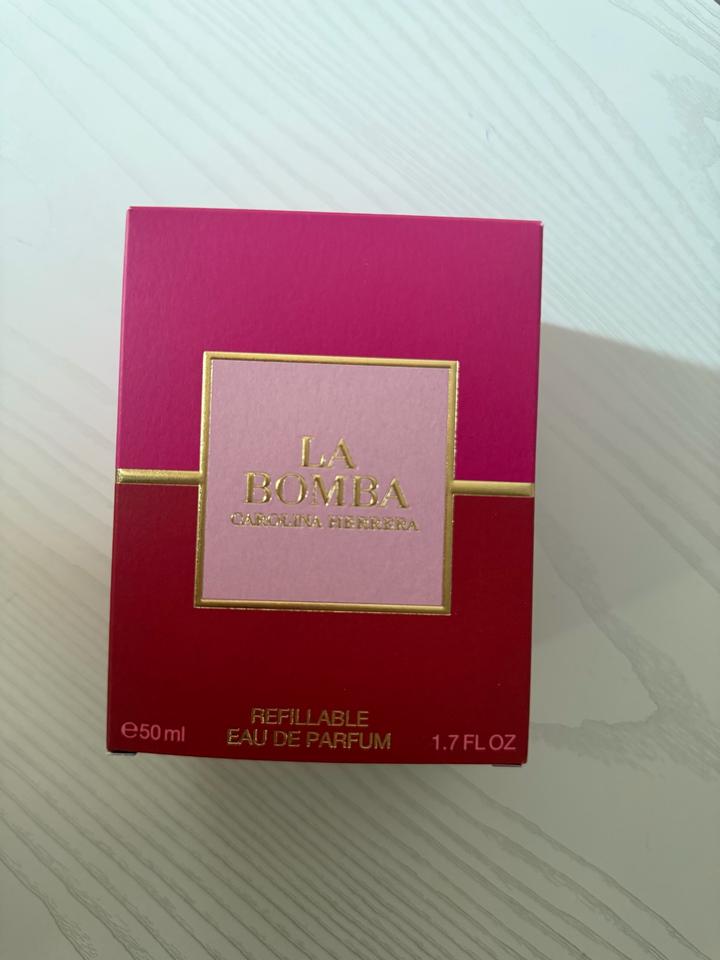 LA
BOMBA
CAROLINA HERRERA
REFILLABLE
EAU DE PARFUM
℮50 ml
1.7 FL OZ